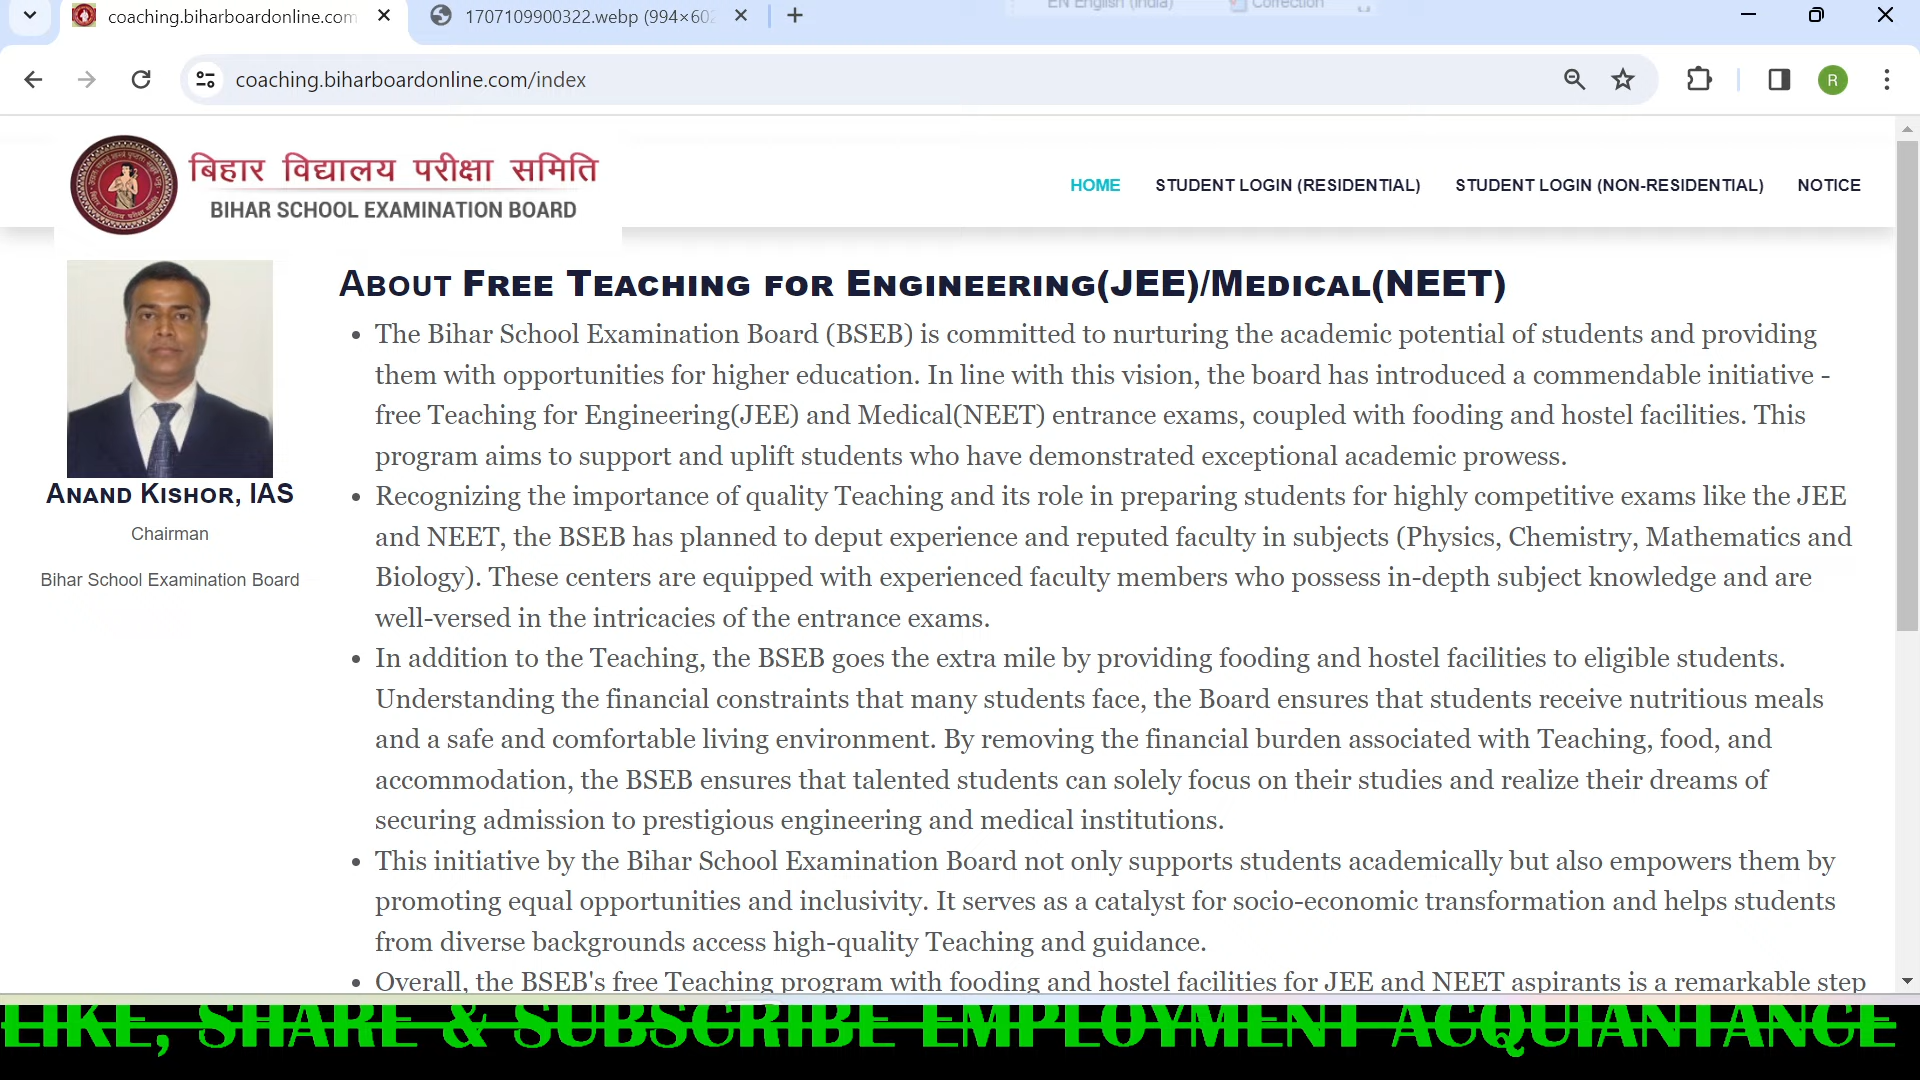 coaching.biharboardonline.com
1707109900322.webp (994×602
EN English (India)
Correction
coaching.biharboardonline.com/index
R
बिहार विद्यालय परीक्षा समिति
BIHAR SCHOOL EXAMINATION BOARD
HOME
STUDENT LOGIN (RESIDENTIAL)
STUDENT LOGIN (NON-RESIDENTIAL)
NOTICE
ANAND KISHOR, IAS
Chairman
Bihar School Examination Board
ABOUT FREE TEACHING FOR ENGINEERING(JEE)/MEDICAL(NEET)
• The Bihar School Examination Board (BSEB) is committed to nurturing the academic potential of students and providing
them with opportunities for higher education. In line with this vision, the board has introduced a commendable initiative -
free Teaching for Engineering(JEE) and Medical(NEET) entrance exams, coupled with fooding and hostel facilities. This
program aims to support and uplift students who have demonstrated exceptional academic prowess.
• Recognizing the importance of quality Teaching and its role in preparing students for highly competitive exams like the JEE
and NEET, the BSEB has planned to deput experience and reputed faculty in subjects (Physics, Chemistry, Mathematics and
Biology). These centers are equipped with experienced faculty members who possess in-depth subject knowledge and are
well-versed in the intricacies of the entrance exams.
• In addition to the Teaching, the BSEB goes the extra mile by providing fooding and hostel facilities to eligible students.
Understanding the financial constraints that many students face, the Board ensures that students receive nutritious meals
and a safe and comfortable living environment. By removing the financial burden associated with Teaching, food, and
accommodation, the BSEB ensures that talented students can solely focus on their studies and realize their dreams of
securing admission to prestigious engineering and medical institutions.
• This initiative by the Bihar School Examination Board not only supports students academically but also empowers them by
promoting equal opportunities and inclusivity. It serves as a catalyst for socio-economic transformation and helps students
from diverse backgrounds access high-quality Teaching and guidance.
• Overall, the BSEB's free Teaching program with fooding and hostel facilities for JEE and NEET aspirants is a remarkable step
LIKE, SHARE & SUBSCRIBE EMPLOYMENT ACQUIANTANCE